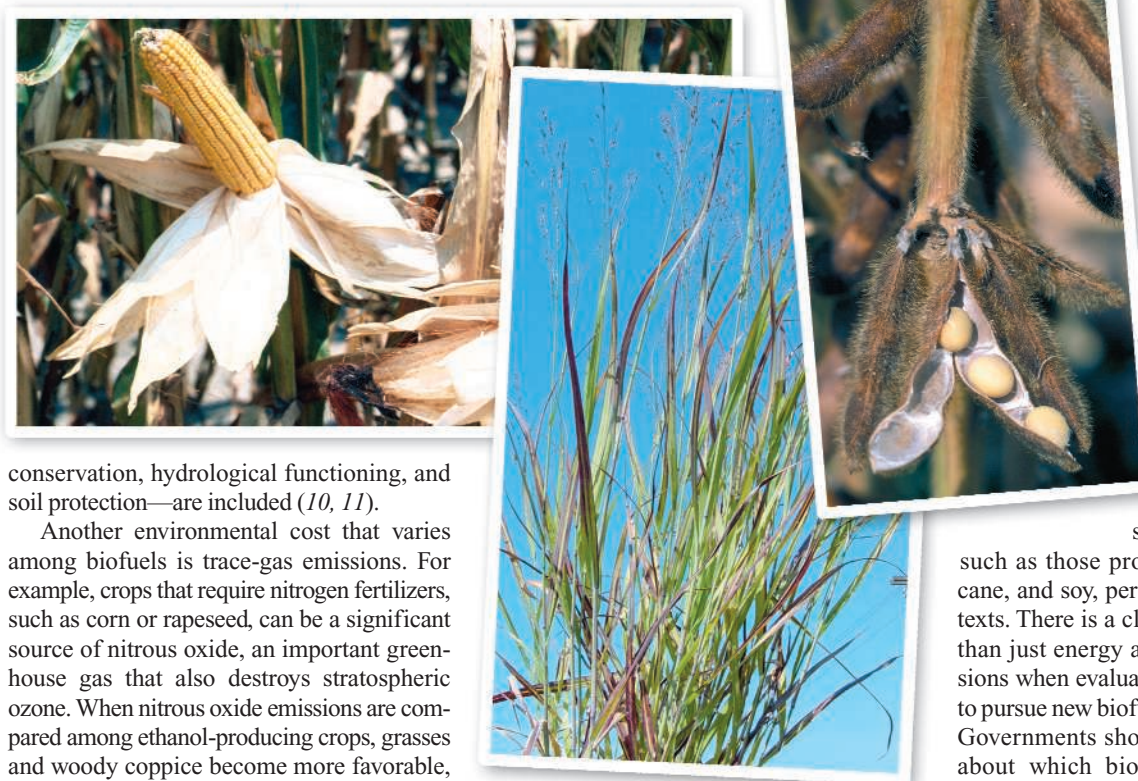 conservation, hydrological functioning, and
soil protection—are included (10, 11).
Another environmental cost that varies
among biofuels is trace-gas emissions. For
example, crops that require nitrogen fertilizers,
such as corn or rapeseed, can be a significant
source of nitrous oxide, an important green-
house gas that also destroys stratospheric
ozone. When nitrous oxide emissions are com-
pared among ethanol-producing crops, grasses
and woody coppice become more favorable,
s
such as those pro
cane, and soy, per
texts. There is a cl
than just energy a
sions when evalua
to pursue new biof
Governments sho
about which bio